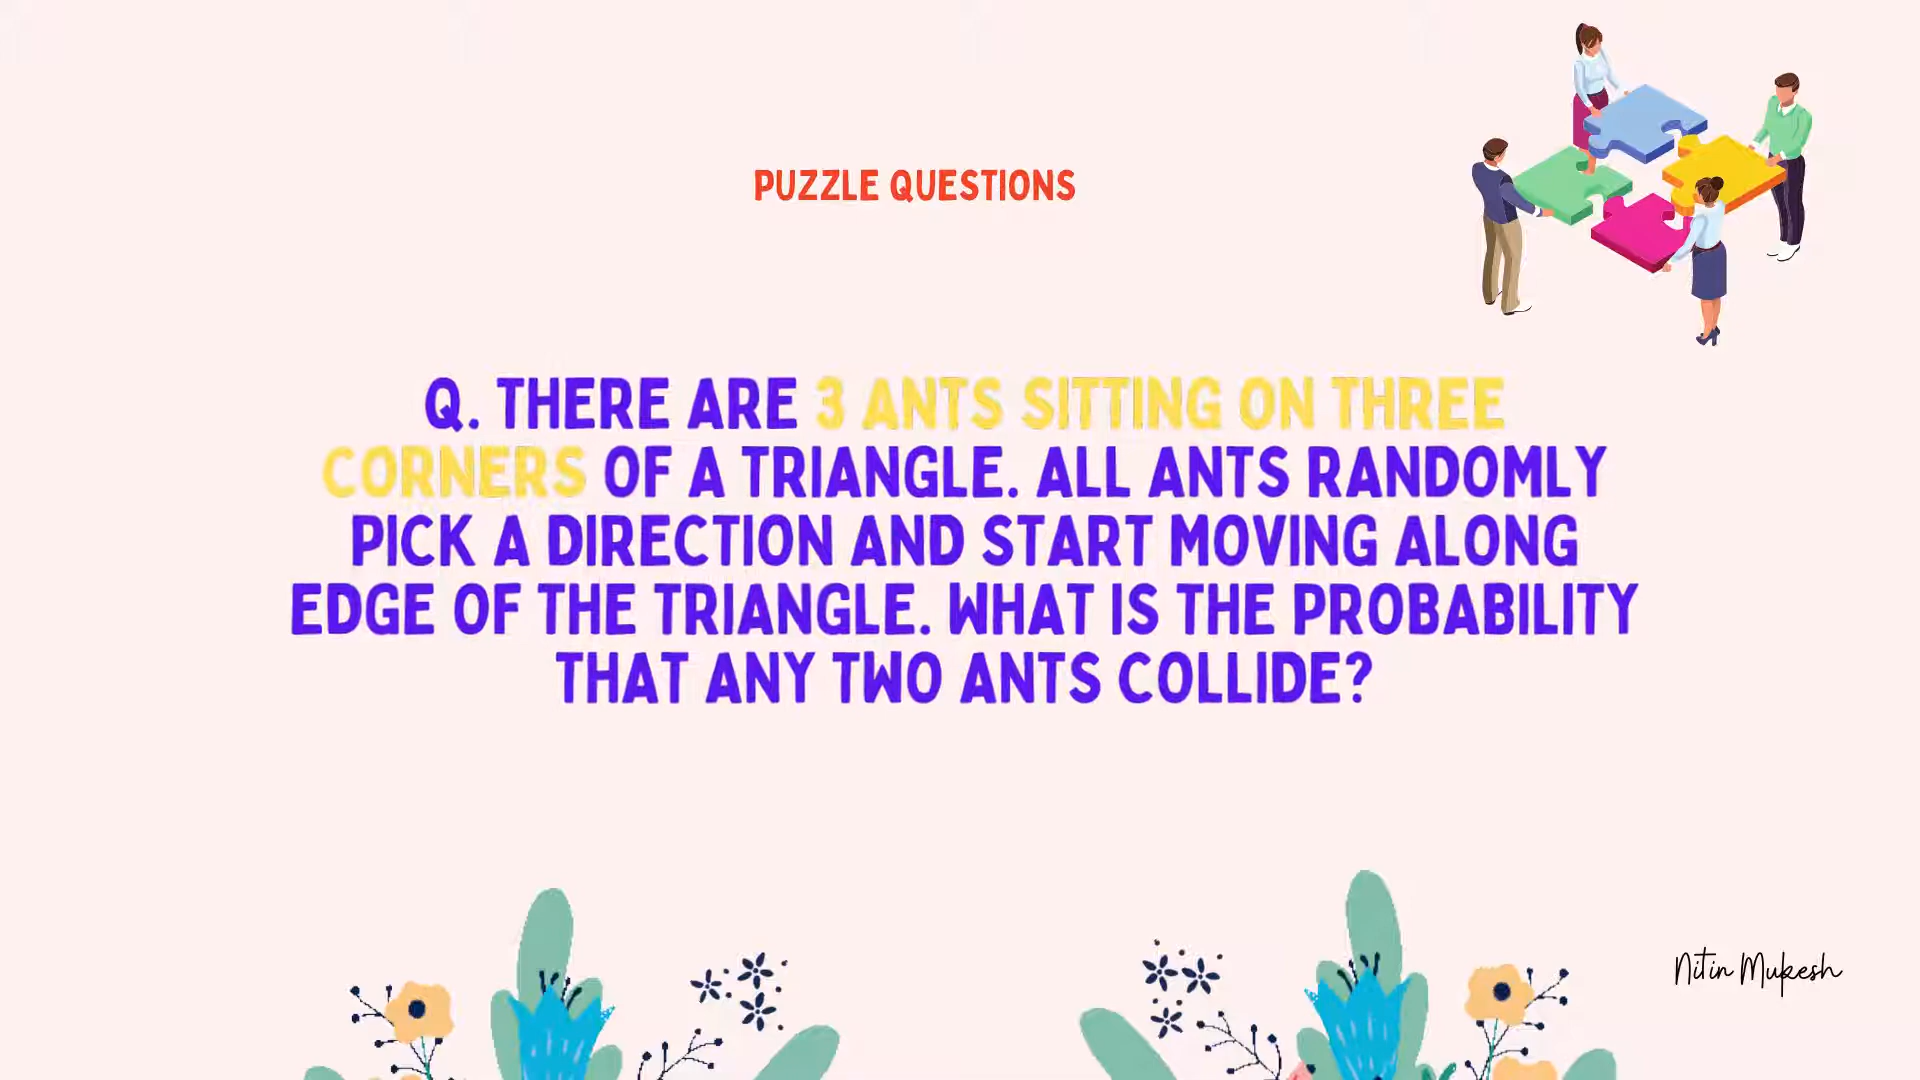 PUZZLE QUESTIONS
Q. THERE ARE 3 ANTS SITTING ON THREE
CORNERS OF A TRIANGLE. ALL ANTS RANDOMLY
PICK A DIRECTION AND START MOVING ALONG
EDGE OF THE TRIANGLE. WHAT IS THE PROBABILITY
THAT ANY TWO ANTS COLLIDE?
Nitin Mukesh